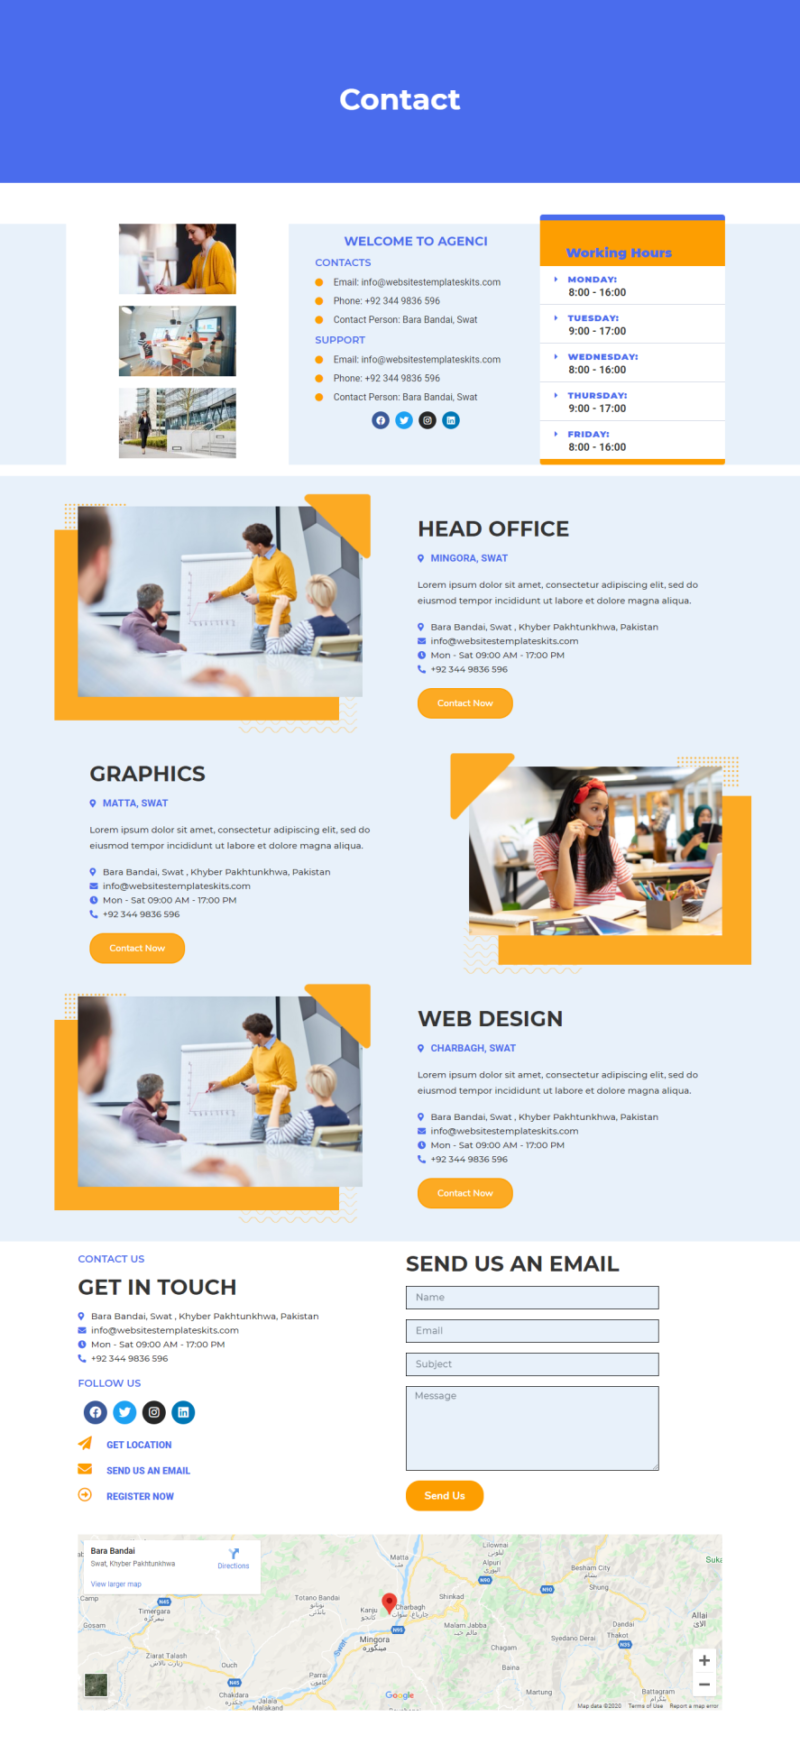 Contact
WELCOME TO AGENCI
CONTACTS
Email: info@websitestemplateskits.com
Phone: +92 344 9836 596
Contact Person: Bara Bandai, Swat
SUPPORT
Email: info@websitestemplateskits.com
Phone: +92 344 9836 596
Contact Person: Bara Bandai, Swat
Working Hours
MONDAY:
8:00 - 16:00
TUESDAY:
9:00 - 17:00
WEDNESDAY:
8:00 - 16:00
THURSDAY:
9:00 - 17:00
FRIDAY:
8:00 - 16:00
HEAD OFFICE
MINGORA, SWAT
Lorem ipsum dolor sit amet, consectetur adipiscing elit, sed do
eiusmod tempor incididunt ut labore et dolore magna aliqua.
Bara Bandai, Swat , Khyber Pakhtunkhwa, Pakistan
info@websitestemplateskits.com
Mon - Sat 09:00 AM - 17:00 PM
+92 344 9836 596
Contact Now
GRAPHICS
MATTA, SWAT
Lorem ipsum dolor sit amet, consectetur adipiscing elit, sed do
eiusmod tempor incididunt ut labore et dolore magna aliqua.
Bara Bandai, Swat , Khyber Pakhtunkhwa, Pakistan
info@websitestemplateskits.com
Mon - Sat 09:00 AM - 17:00 PM
+92 344 9836 596
Contact Now
WEB DESIGN
CHARBAGH, SWAT
Lorem ipsum dolor sit amet, consectetur adipiscing elit, sed do
eiusmod tempor incididunt ut labore et dolore magna aliqua.
Bara Bandai, Swat , Khyber Pakhtunkhwa, Pakistan
info@websitestemplateskits.com
Mon - Sat 09:00 AM - 17:00 PM
+92 344 9836 596
Contact Now
CONTACT US
GET IN TOUCH
Bara Bandai, Swat , Khyber Pakhtunkhwa, Pakistan
info@websitestemplateskits.com
Mon - Sat 09:00 AM - 17:00 PM
+92 344 9836 596
FOLLOW US
GET LOCATION
SEND US AN EMAIL
REGISTER NOW
SEND US AN EMAIL
Name
Email
Subject
Message
Send Us
Bara Bandai
Swat, Khyber Pakhtunkhwa
Directions
View larger map
Lilownai
Matta
Alpuri
Besham City
Suka
N90
N90
Shung
Camp
N45
Totano Bandai
Shinkad
Timergara
Kanju
Charbagh
Allai
Gosam
N95
Malam Jabba
Dandai
Mingora
مینگورہ
Syedano Derai
Thakot
N35
Ziarat Talash
Chagam
Swat
Ouch
Baina
Parrai
N45
Martung
Battagram
Chakdara
Jalala
Malakand
Google
Map data ©2020
Terms of Use
Report a map error